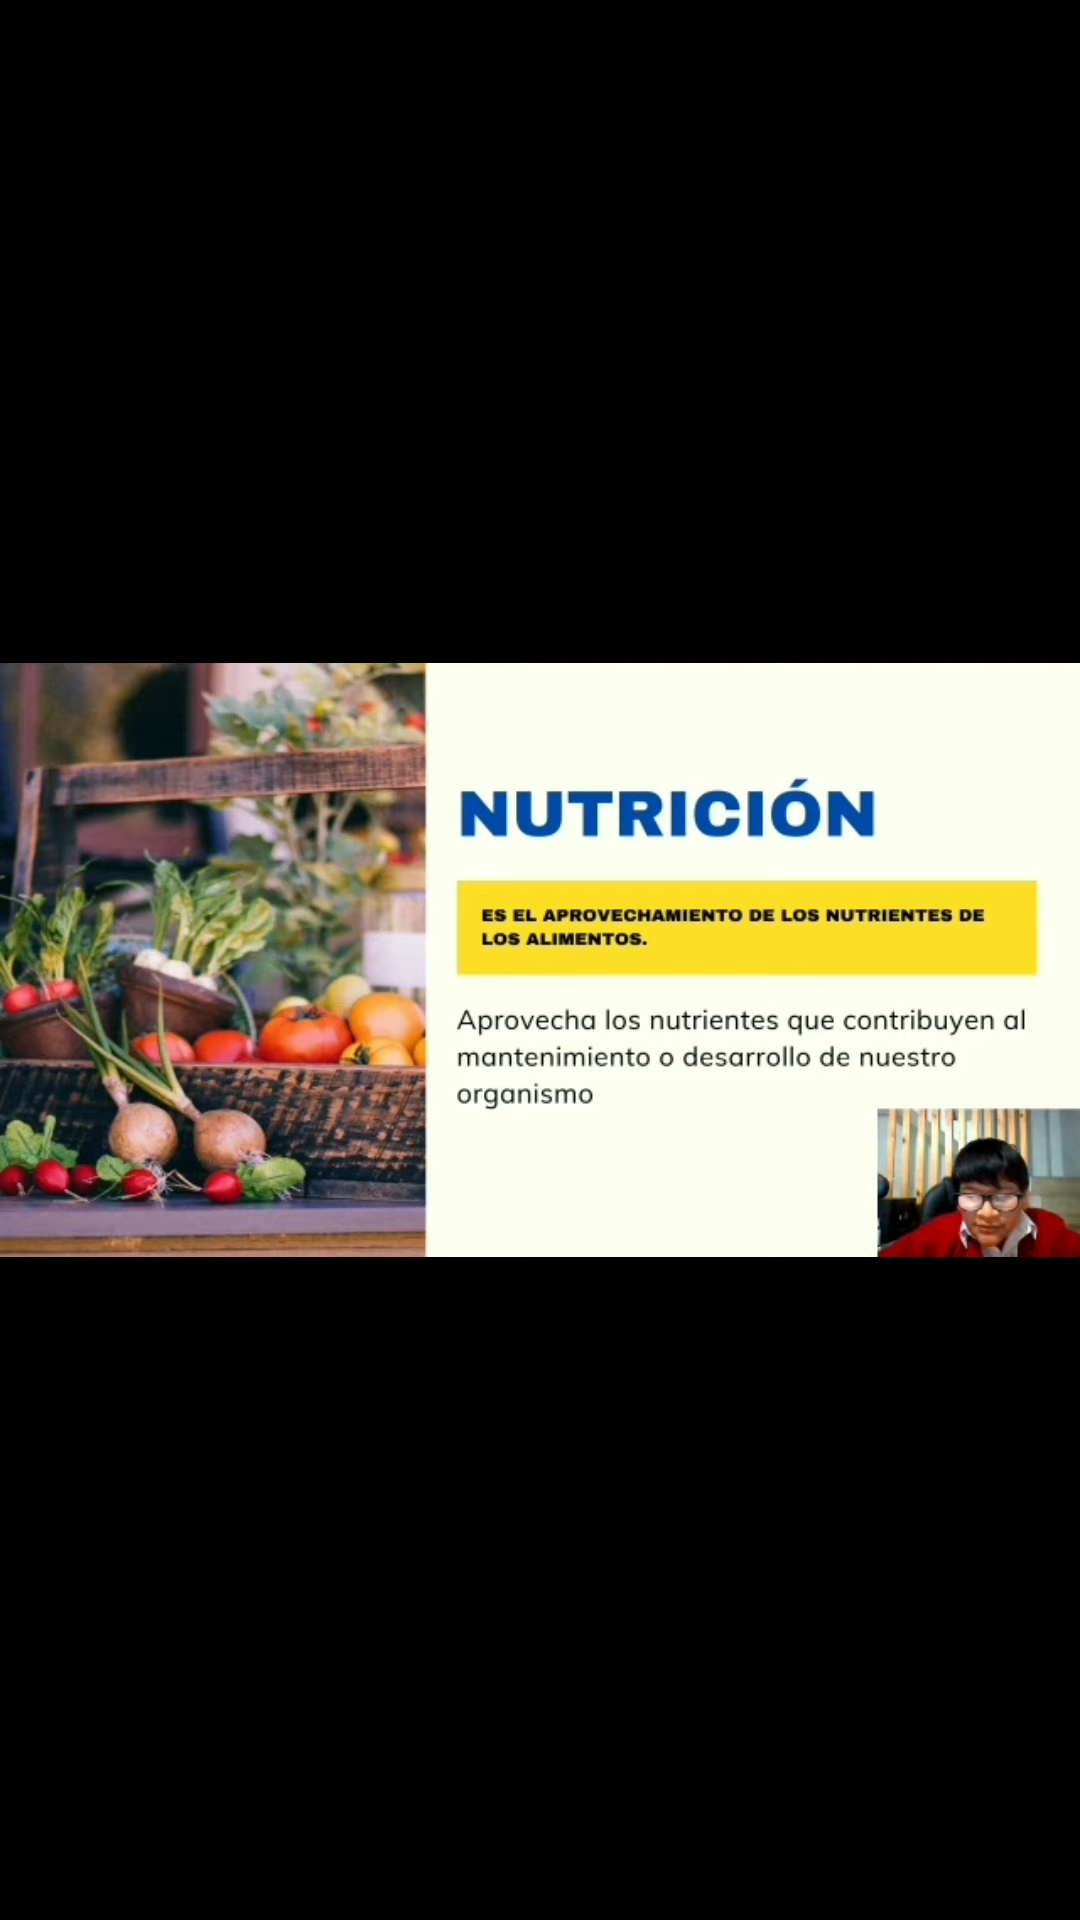 NUTRICIÓN
ES EL APROVECHAMIENTO DE LOS NUTRIENTES DE
LOS ALIMENTOS.
Aprovecha los nutrientes que contribuyen al
mantenimiento o desarrollo de nuestro
organismo